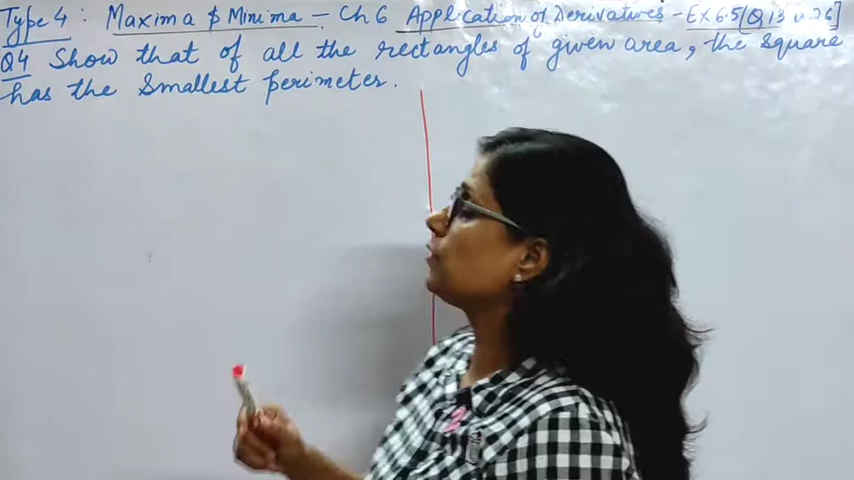 Type 4 : Maxima & Minima - Ch 6 Application of Derivatives - EX 6.5 [Q 13 to 26]
Q4 Show that of all the rectangles of given area, the square
has the smallest perimeter.